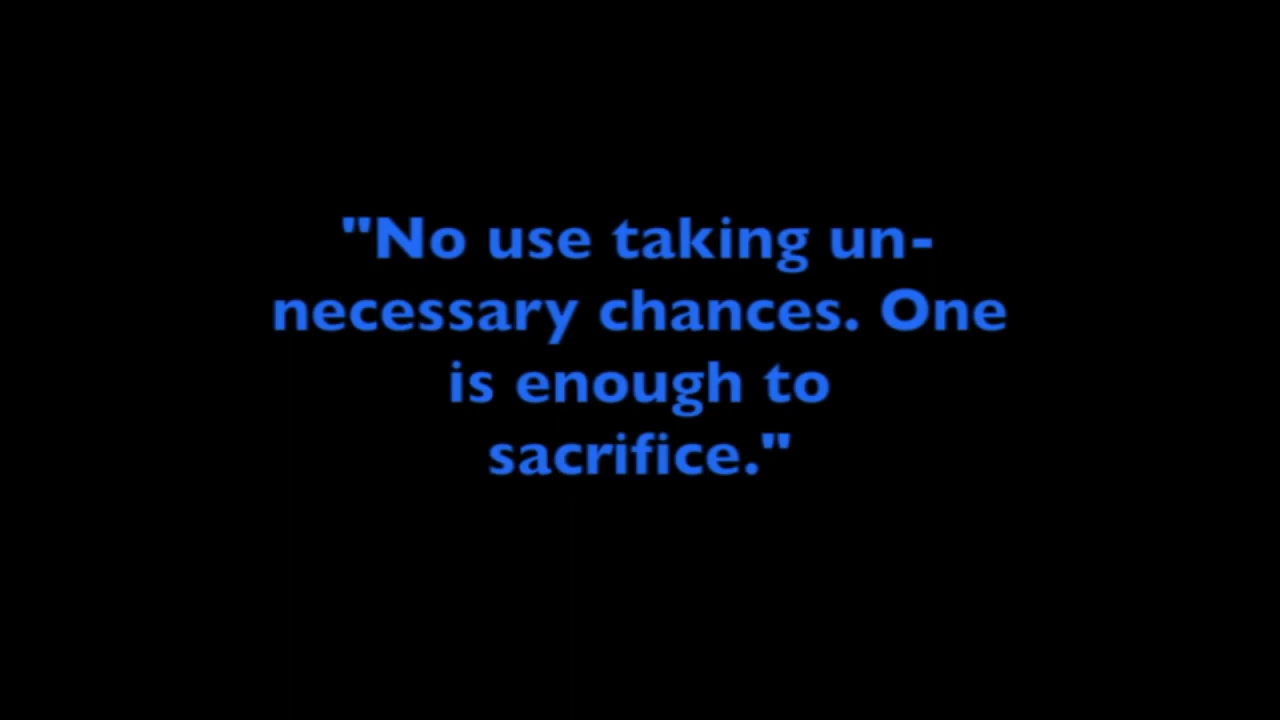 "No use taking un-
necessary chances. One
is enough to
sacrifice."